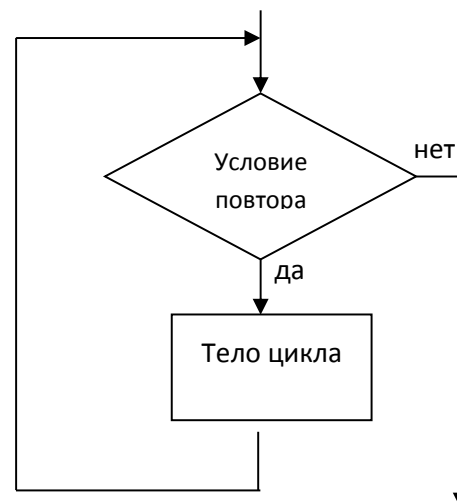 Условие
повтора
нет
да
Тело цикла